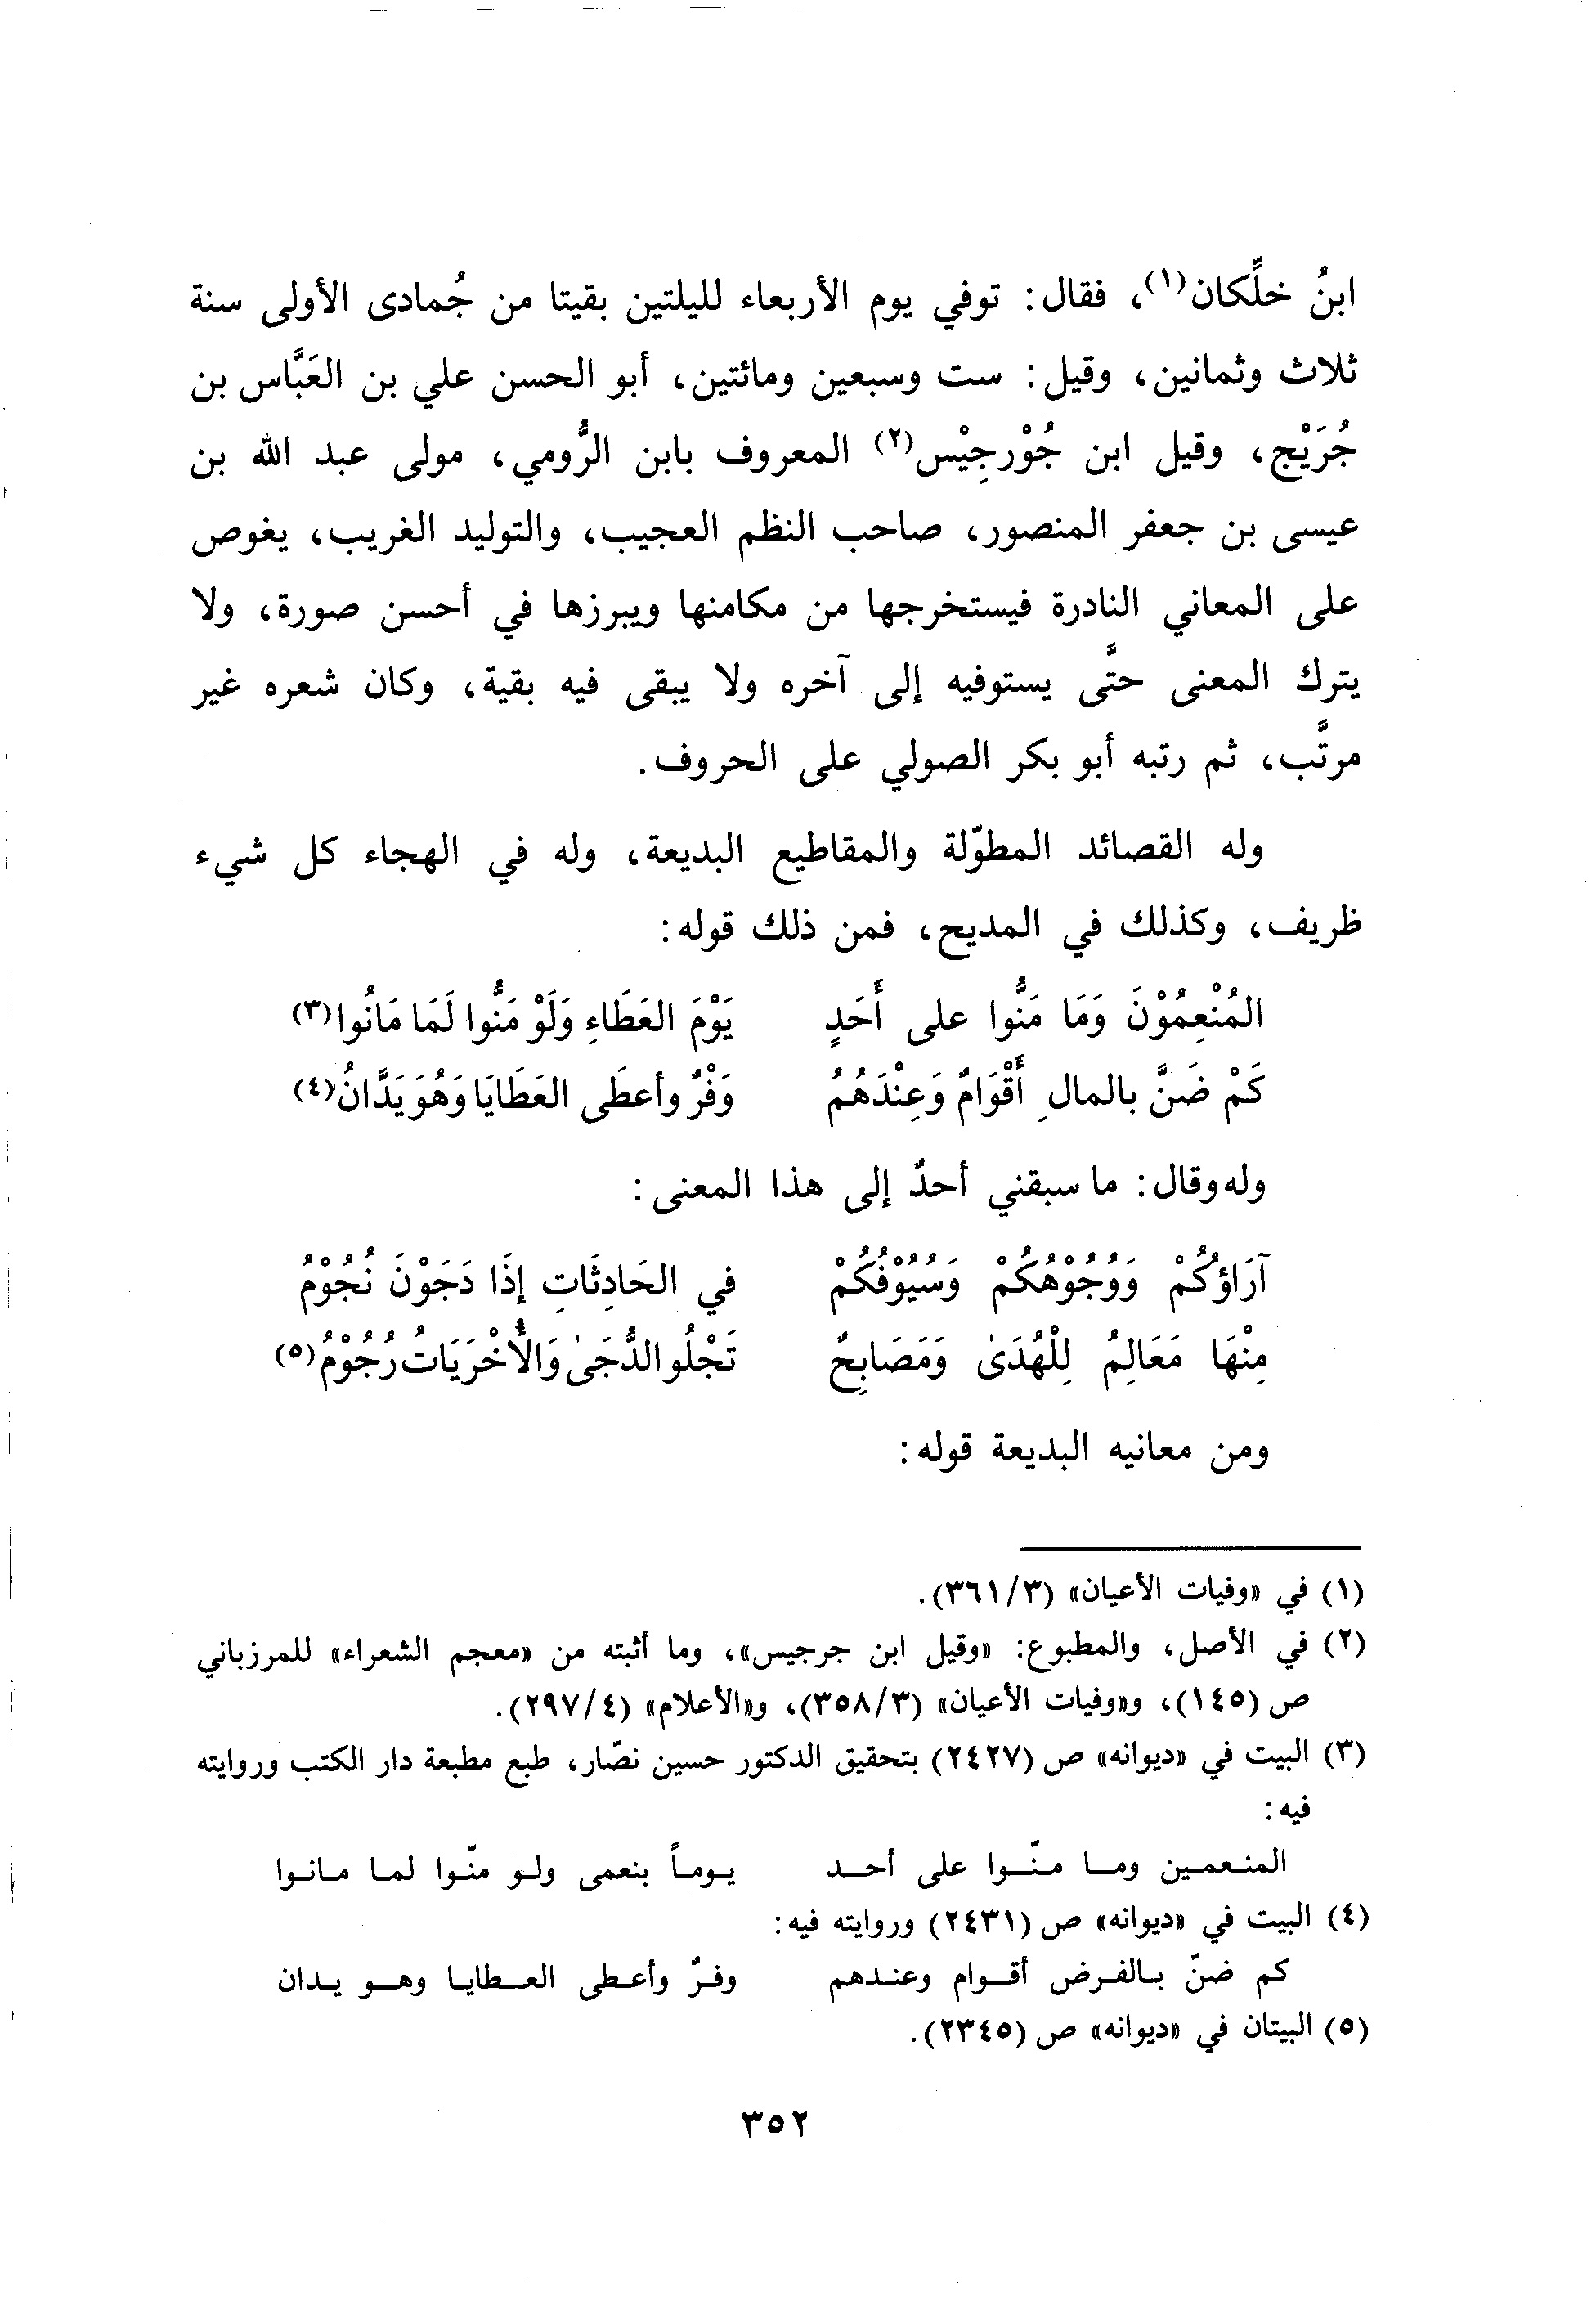 ابنُ خلِّكان(١)، فقال: توفي يوم الأربعاء لليلتين بقيتا من جُمادى الأولى سنة
ثلاث وثمانين، وقيل: ست وسبعين ومائتين، أبو الحسن علي بن العَبَّاس بن
جُرَيْج، وقيل ابن جُوْرجِيْس(٢) المعروف بابن الرُّومي، مولى عبد الله بن
عيسى بن جعفر المنصور، صاحب النظم العجيب، والتوليد الغريب، يغوص
على المعاني النادرة فيستخرجها من مكامنها ويبرزها في أحسن صورة، ولا
يترك المعنى حتَّى يستوفيه إلى آخره ولا يبقى فيه بقية، وكان شعره غير
مرتَّب، ثم رتبه أبو بكر الصولي على الحروف.
وله القصائد المطوّلة والمقاطيع البديعة، وله في الهجاء كل شيء
ظريف، وكذلك في المديح، فمن ذلك قوله:
المُنْعِمُوْنَ وَمَا مَنُّوا على أَحَدٍ يَوْمَ العَطَاءِ وَلَوْ مَنُّوا لَمَا مَانُوا(٣)
كَمْ ضَنَّ بالمالِ أَقْوَامٌ وَعِنْدَهُمُ وَفْرٌ وأعطَى العَطَايَا وَهُوَ يَدَّانُ(٤)
وله وقال: ما سبقني أحدٌ إلى هذا المعنى:
آرَاؤكُمْ وَوُجُوْهُكُمْ وَسُيُوْفُكُمْ في الحَادِثَاتِ إذَا دَجَوْنَ نُجُوْمُ
مِنْهَا مَعَالِمُ لِلْهُدَىٰ وَمَصَابِحٌ تَجْلُو الدُّجَىٰ وَالأُخْرَيَاتُ رُجُوْمُ(٥)
ومن معانيه البديعة قوله:
(١) في «وفيات الأعيان» (٣/ ٣٦١).
(٢) في الأصل، والمطبوع: «وقيل ابن جرجيس»، وما أثبته من «معجم الشعراء» للمرزباني
ص (١٤٥)، و«وفيات الأعيان» (٣/ ٣٥٨)، و«الأعلام» (٤/ ٢٩٧).
(٣) البيت في «ديوانه» ص (٢٤٢٧) بتحقيق الدكتور حسين نصّار، طبع مطبعة دار الكتب وروايته
فيه:
المنعمين وما منّوا على أحد يوماً بنعمى ولو منّوا لما مانوا
(٤) البيت في «ديوانه» ص (٢٤٣١) وروايته فيه:
كم ضنّ بالفرض أقوام وعندهم وفرٌ وأعطى العطايا وهو يدان
(٥) البيتان في «ديوانه» ص (٢٣٤٥).
٣٥٢